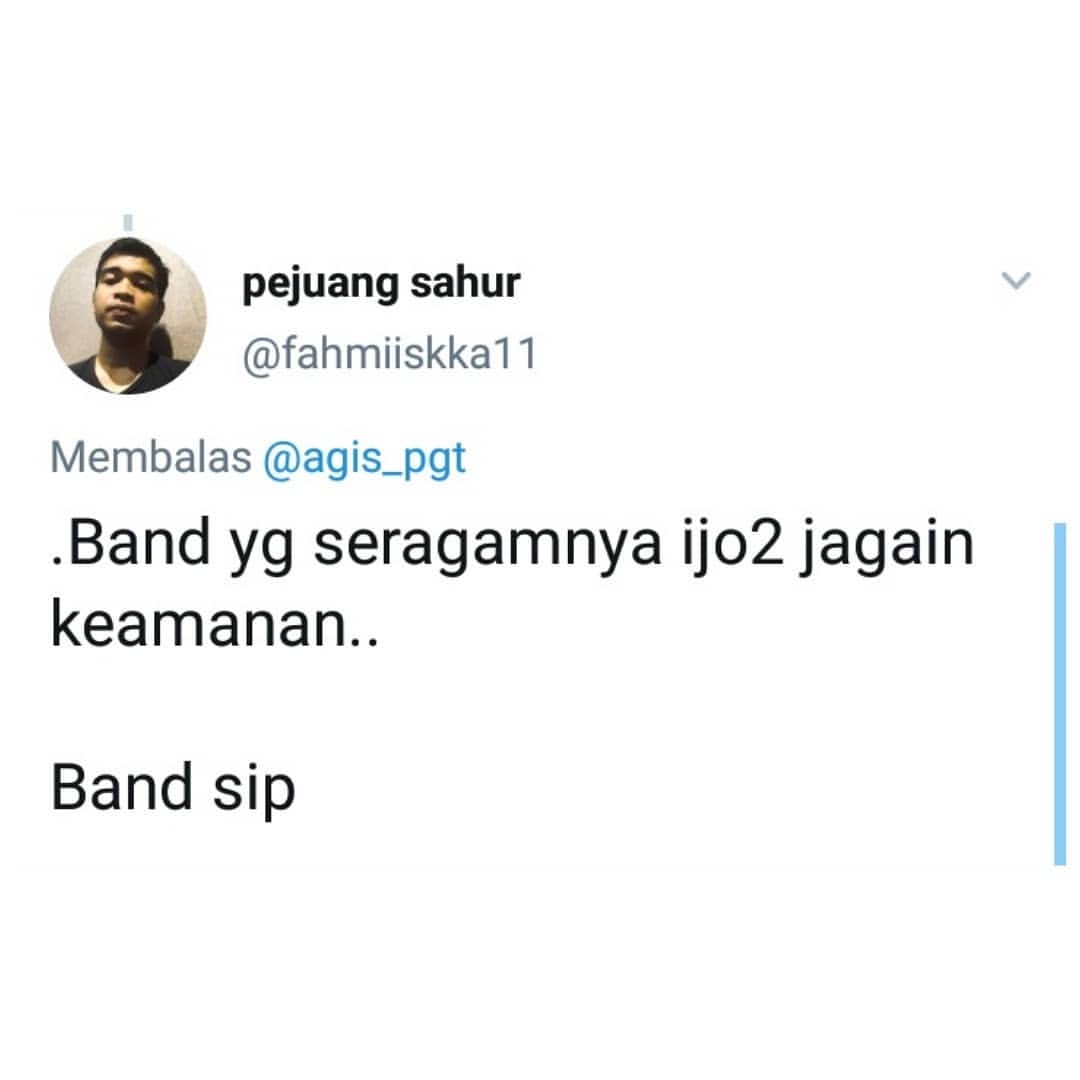 pejuang sahur
@fahmiiskka11
Membalas @agis_pgt
.Band yg seragamnya ijo2 jagain
keamanan..
Band sip